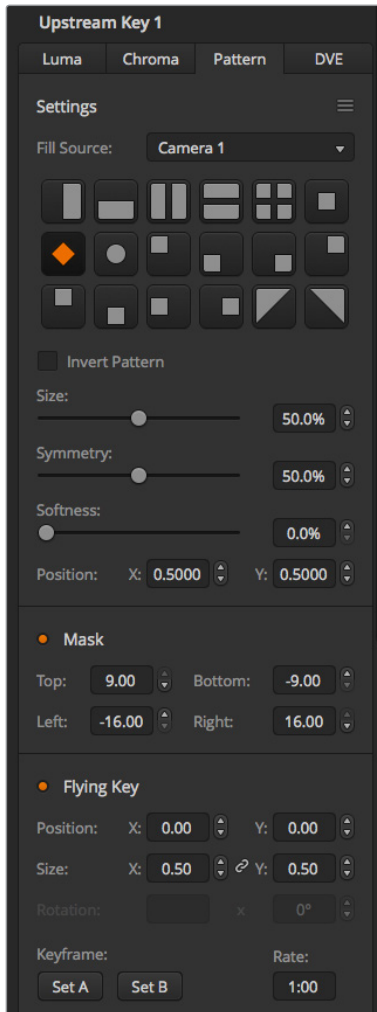 Upstream Key 1
Luma Chroma Pattern DVE
Settings
Fill Source: Camera 1
Invert Pattern
Size:
50.0%
Symmetry:
50.0%
Softness:
0.0%
Position: X: 0.5000 Y: 0.5000
Mask
Top: 9.00 Bottom: -9.00
Left: -16.00 Right: 16.00
Flying Key
Position: X: 0.00 Y: 0.00
Size: X: 0.50 Y: 0.50
Rotation: x 0°
Keyframe: Rate:
Set A Set B 1:00